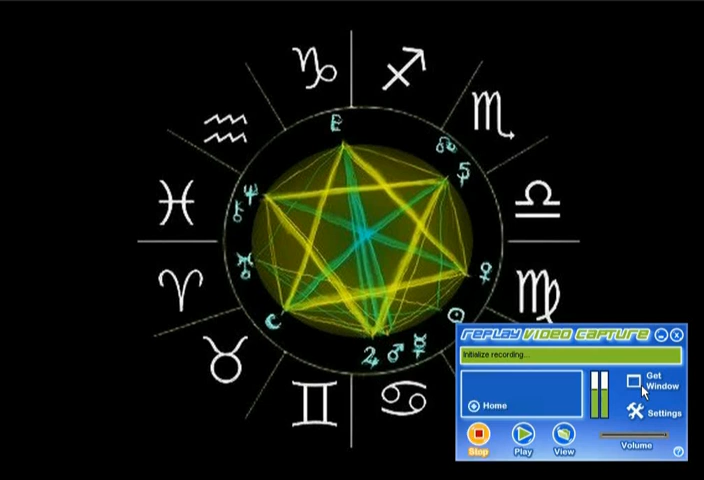 ♑ ♐
♒ ♏
♓ ♎
♈ ♍
♉
♊ ♋
E
☊
♆
♀
☉
☾
♃ ♂ ☿
REPLAY VIDEO CAPTURE
Initialize recording...
Get
Window
Home
Settings
Stop
Play
View
Volume
?